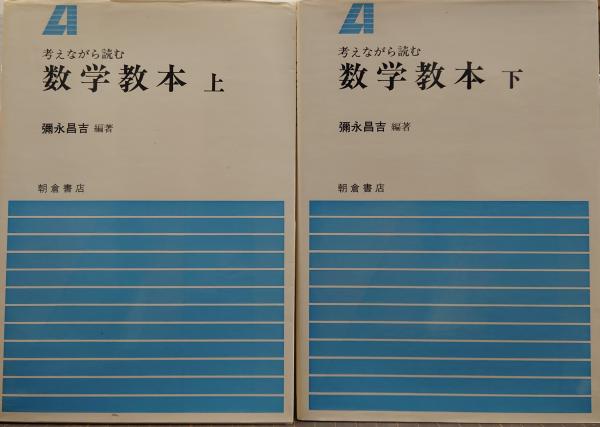 考えながら読む
数学教本 上
彌永昌吉 編著
朝倉書店
考えながら読む
数学教本 下
彌永昌吉 編著
朝倉書店